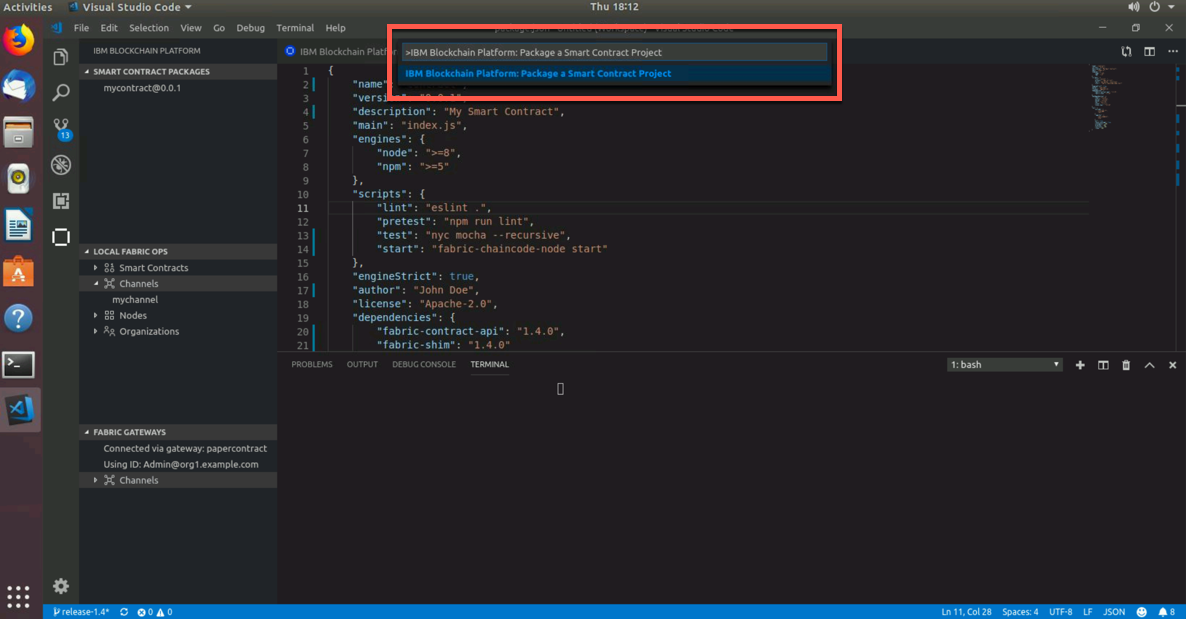 Activities
Visual Studio Code
Thu 18:12
File Edit Selection View Go Debug Terminal Help
>IBM Blockchain Platform: Package a Smart Contract Project
IBM Blockchain Platform: Package a Smart Contract Project
IBM BLOCKCHAIN PLATFORM
SMART CONTRACT PACKAGES
mycontract@0.0.1
13
LOCAL FABRIC OPS
Smart Contracts
Channels
mychannel
Nodes
Organizations
FABRIC GATEWAYS
Connected via gateway: papercontract
Using ID: Admin@org1.example.com
Channels
IBM Blockchain Platfor
1 {
2 "name"
3 "versio
4 "description": "My Smart Contract",
5 "main": "index.js",
6 "engines": {
7 "node": ">=8",
8 "npm": ">=5"
9 },
10 "scripts": {
11 "lint": "eslint .",
12 "pretest": "npm run lint",
13 "test": "nyc mocha --recursive",
14 "start": "fabric-chaincode-node start"
15 },
16 "engineStrict": true,
17 "author": "John Doe",
18 "license": "Apache-2.0",
19 "dependencies": {
20 "fabric-contract-api": "1.4.0",
21 "fabric-shim": "1.4.0"
PROBLEMS OUTPUT DEBUG CONSOLE TERMINAL
1: bash
release-1.4* 0 0
Ln 11, Col 28 Spaces: 4 UTF-8 LF JSON 8